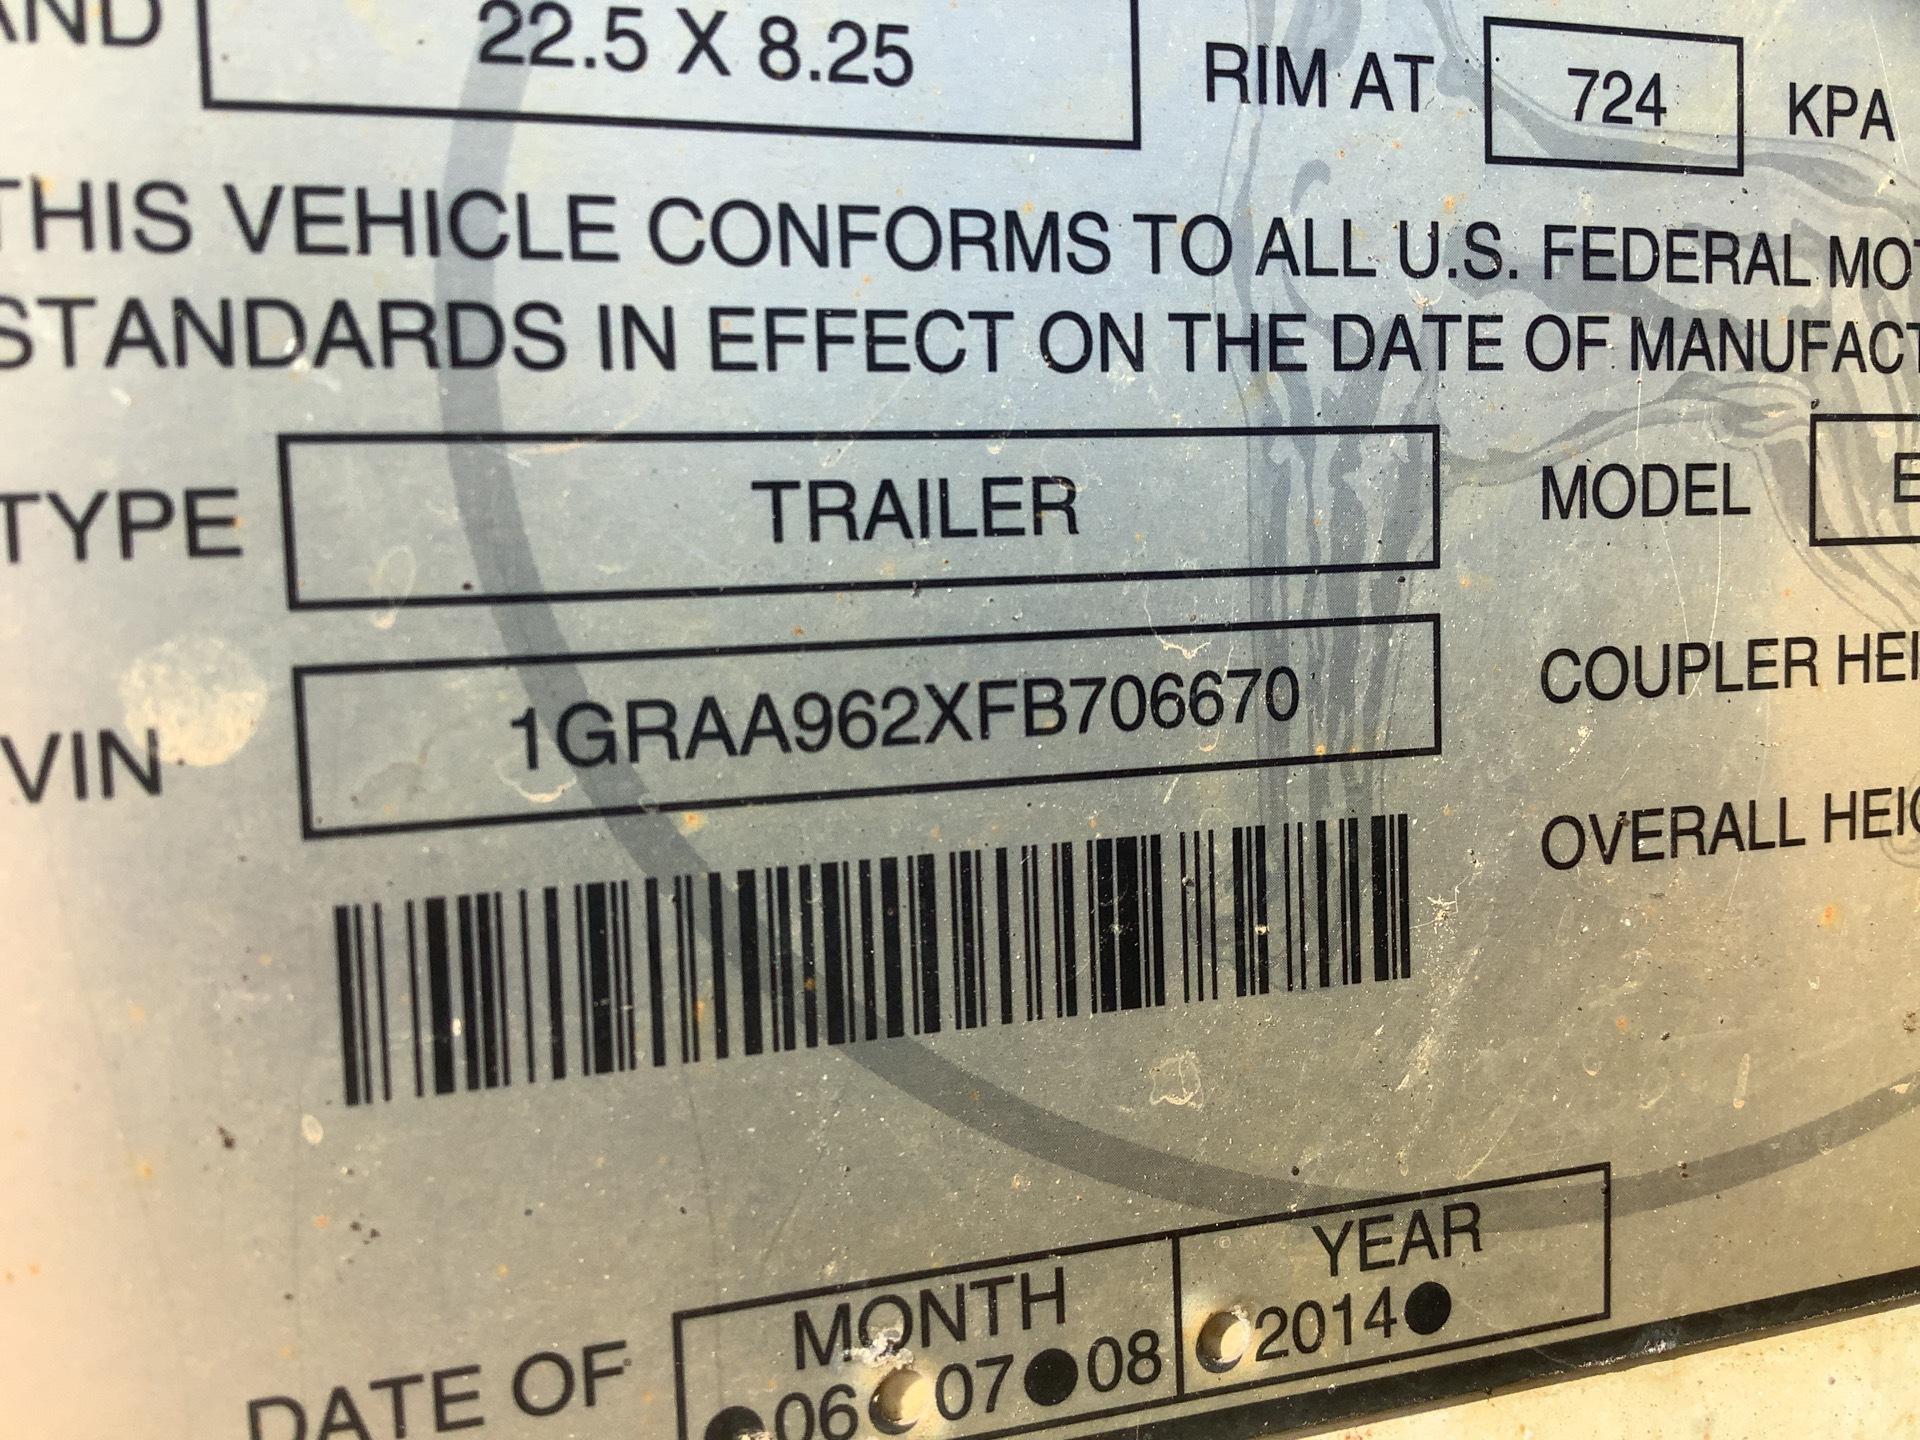 AND 22.5 X 8.25 RIM AT 724 KPA
THIS VEHICLE CONFORMS TO ALL U.S. FEDERAL MOT
STANDARDS IN EFFECT ON THE DATE OF MANUFACT
TYPE TRAILER MODEL E
VIN 1GRAA962XFB706670 COUPLER HEI
OVERALL HEIG
MONTH YEAR
DATE OF 06 07 08 2014